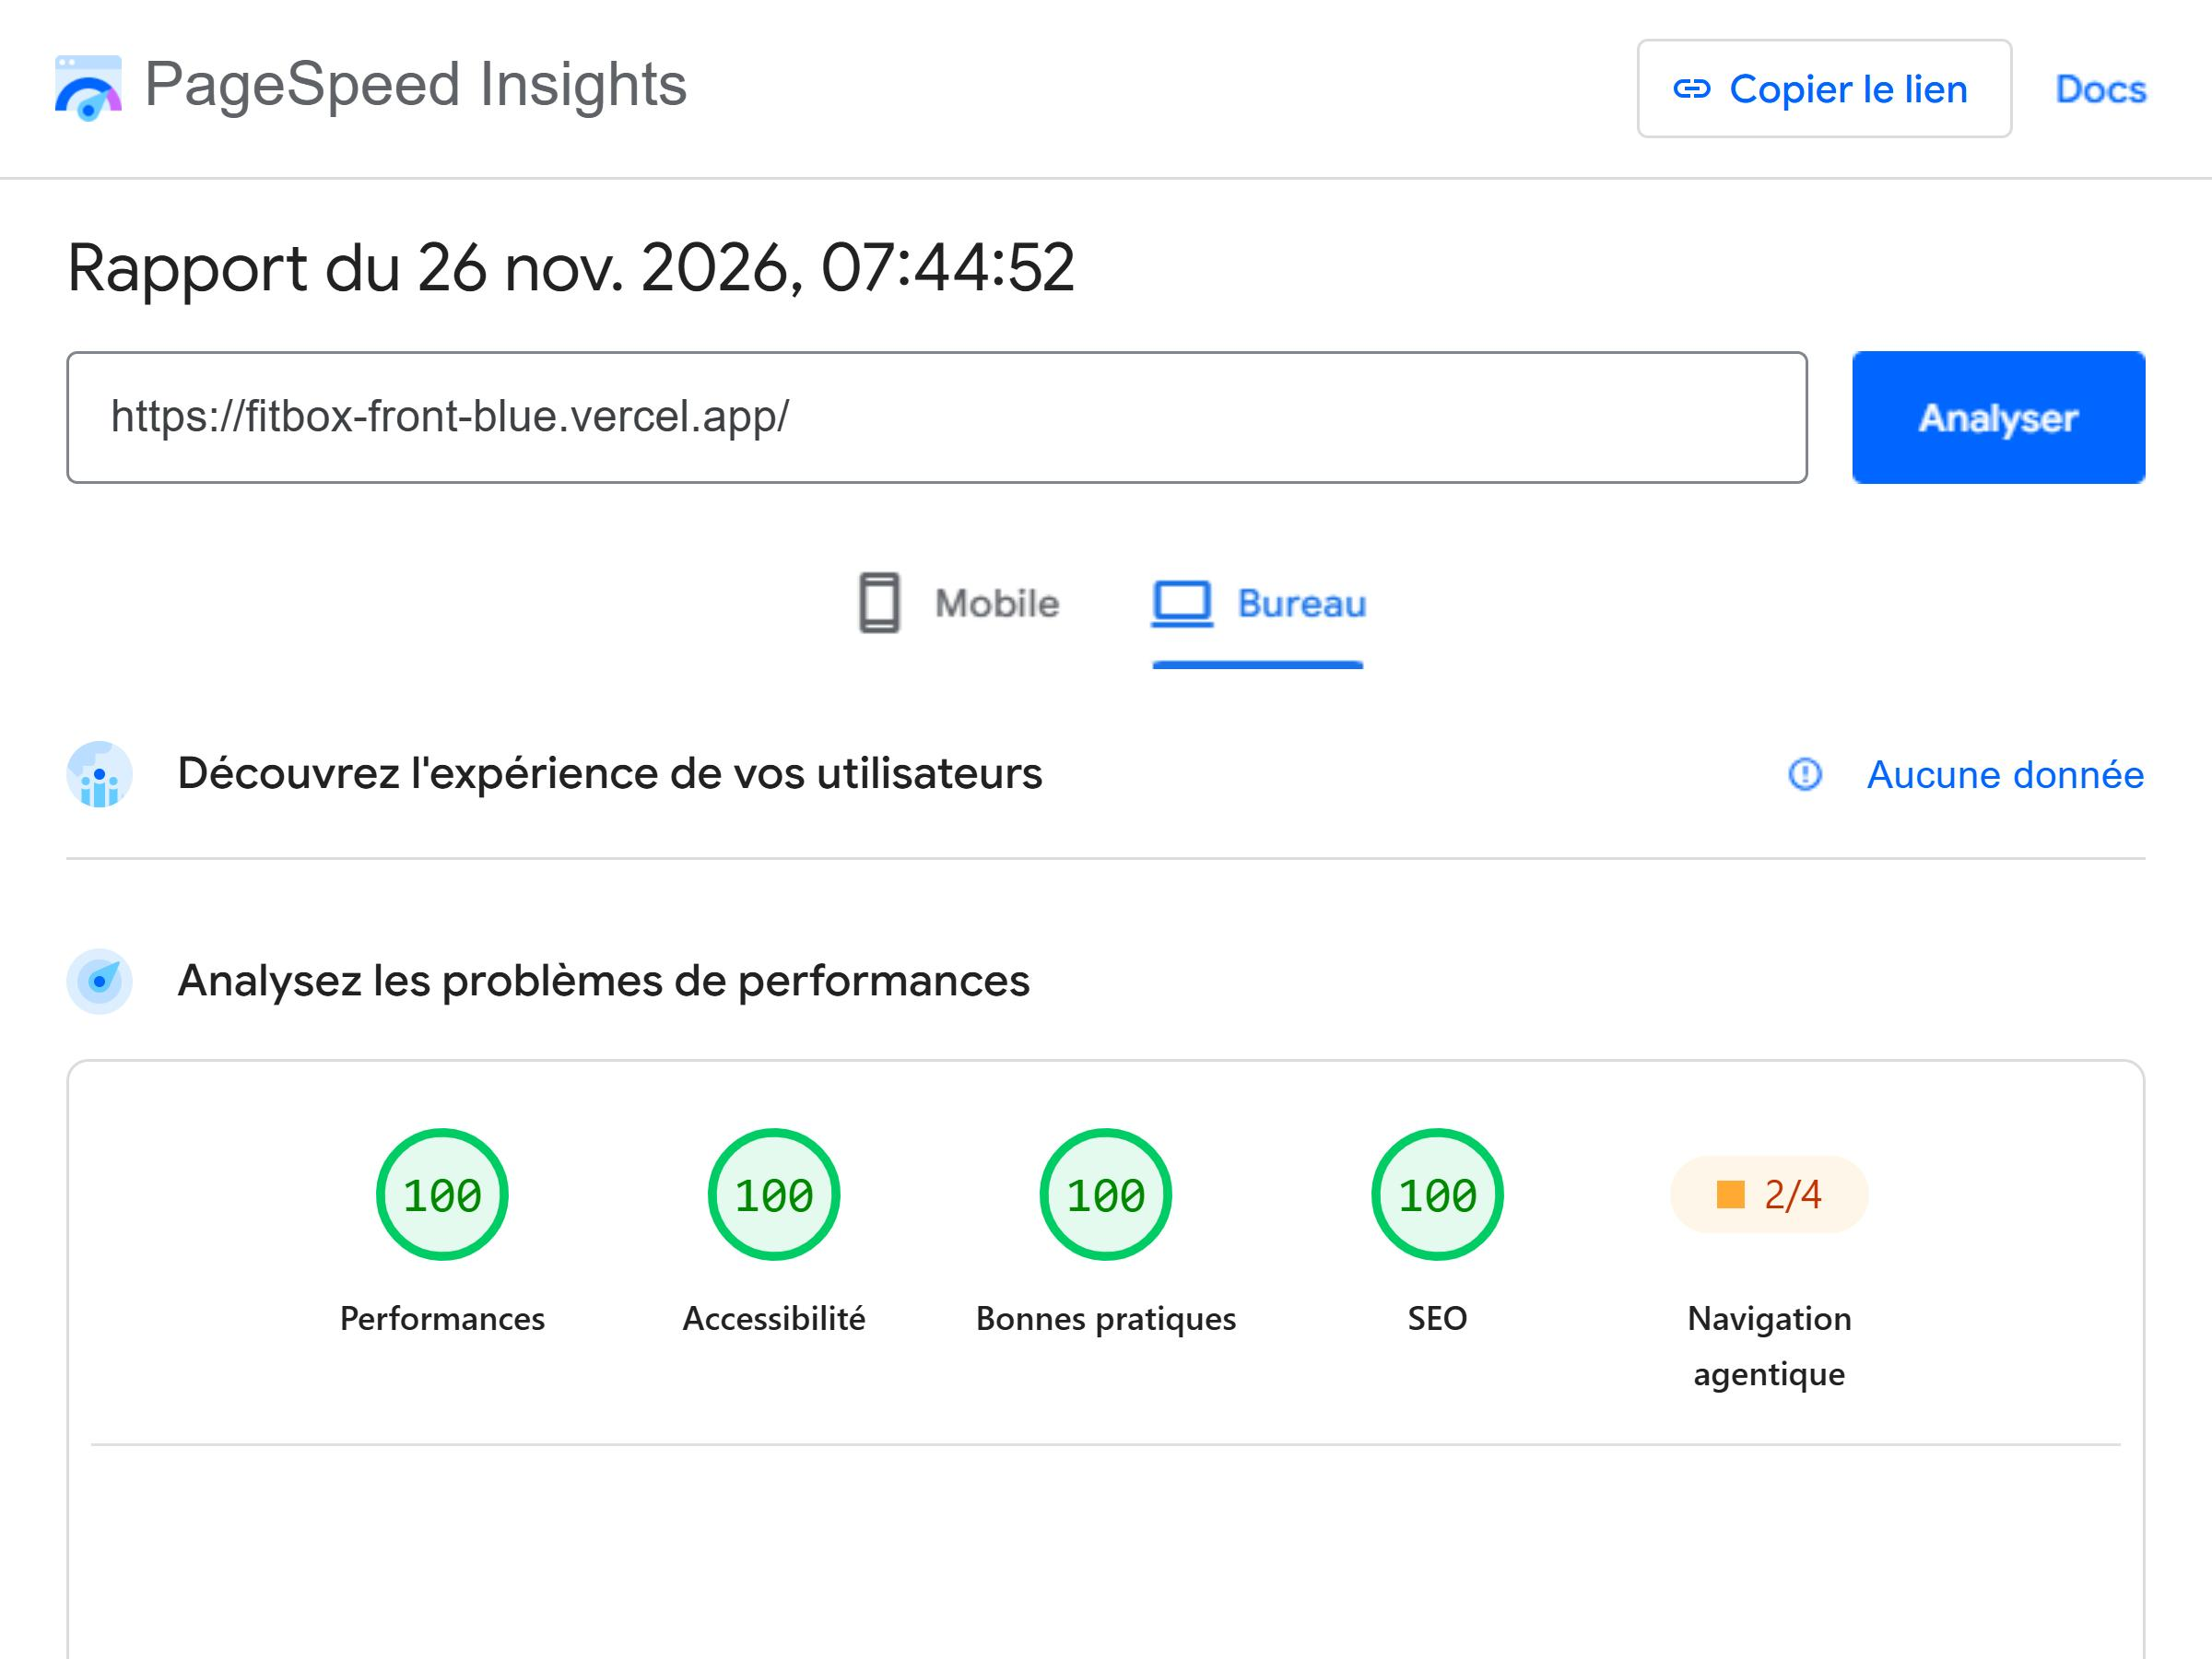 PageSpeed Insights
Copier le lien
Docs
Rapport du 26 nov. 2026, 07:44:52
https://fitbox-front-blue.vercel.app/
Analyser
Mobile
Bureau
Découvrez l'expérience de vos utilisateurs
Aucune donnée
Analysez les problèmes de performances
100
100
100
100
2/4
Performances
Accessibilité
Bonnes pratiques
SEO
Navigation
agentique